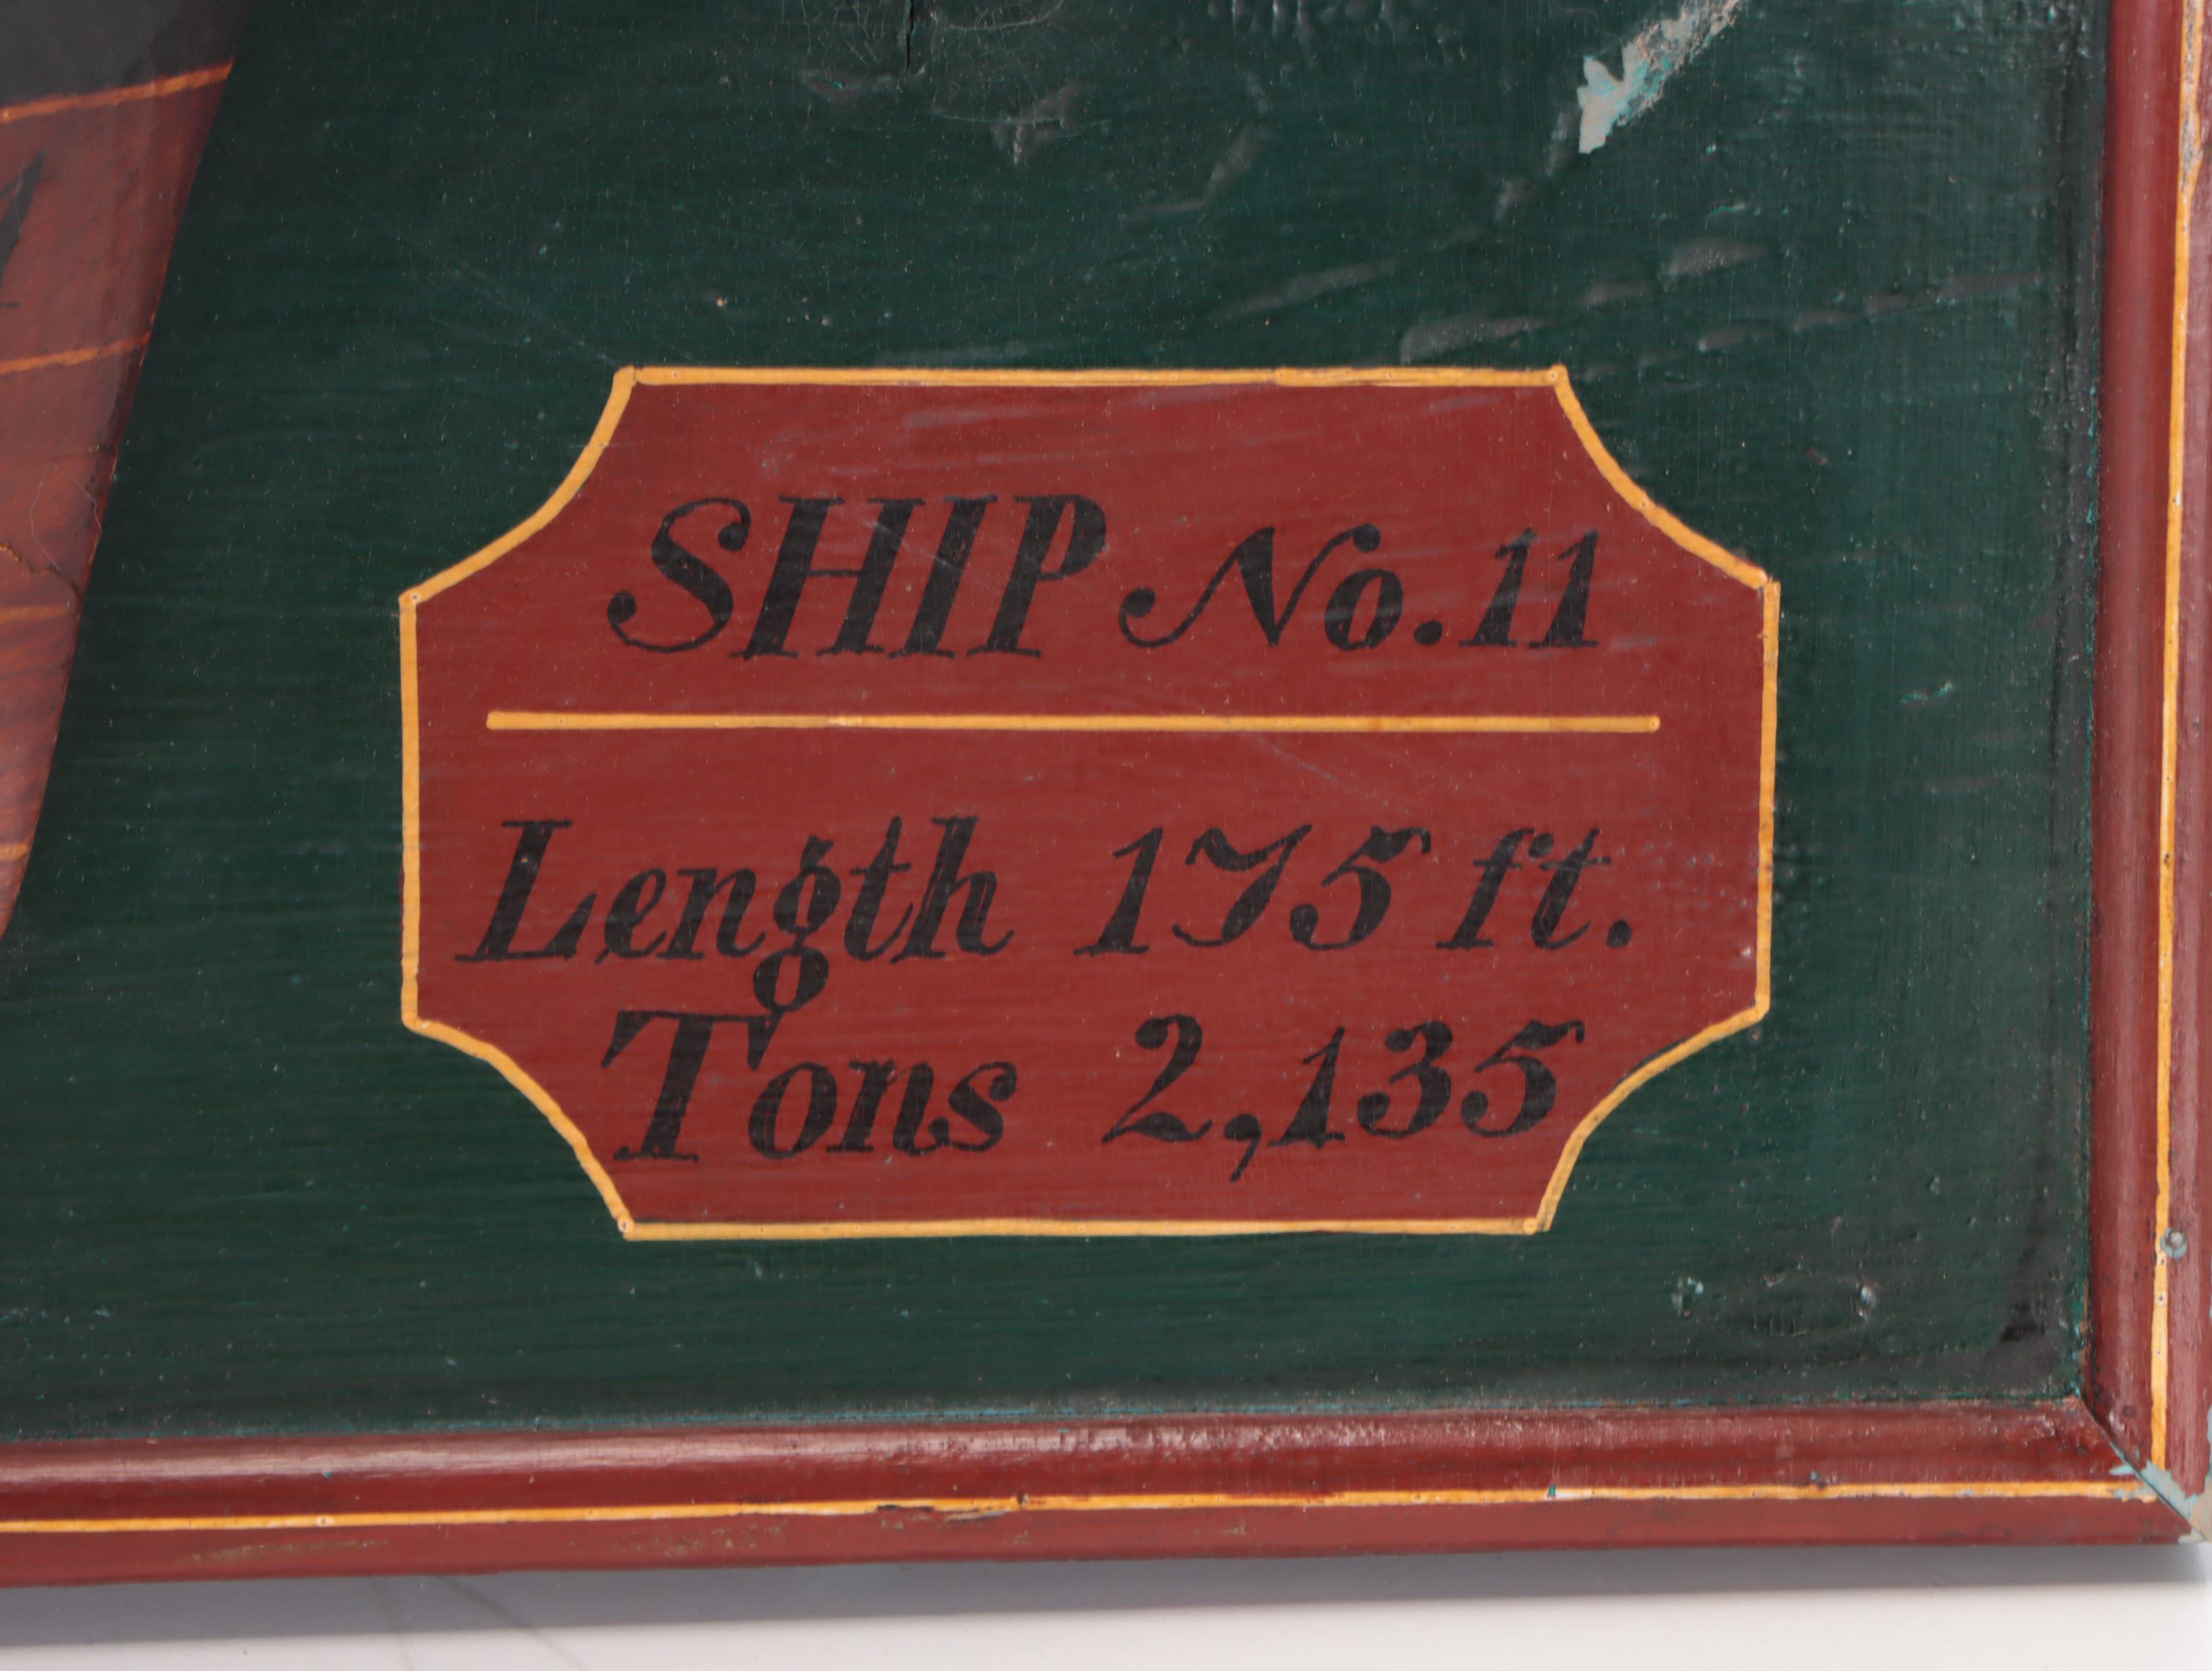 SHIP No. 11
Length 175 ft.
Tons 2,135